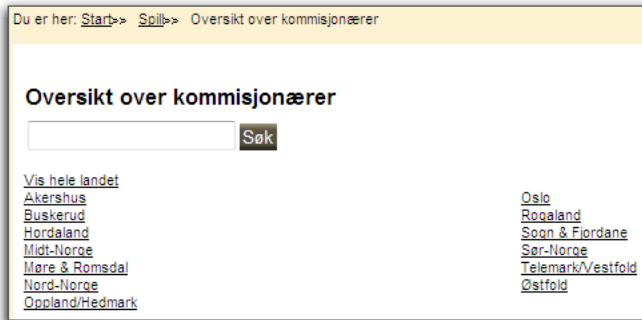 Du er her: Start>> Spill>> Oversikt over kommisjonærer
Oversikt over kommisjonærer
Søk
Vis hele landet
Akershus
Buskerud
Hordaland
Midt-Norge
Møre & Romsdal
Nord-Norge
Oppland/Hedmark
Oslo
Rogaland
Sogn & Fjordane
Sør-Norge
Telemark/Vestfold
Østfold